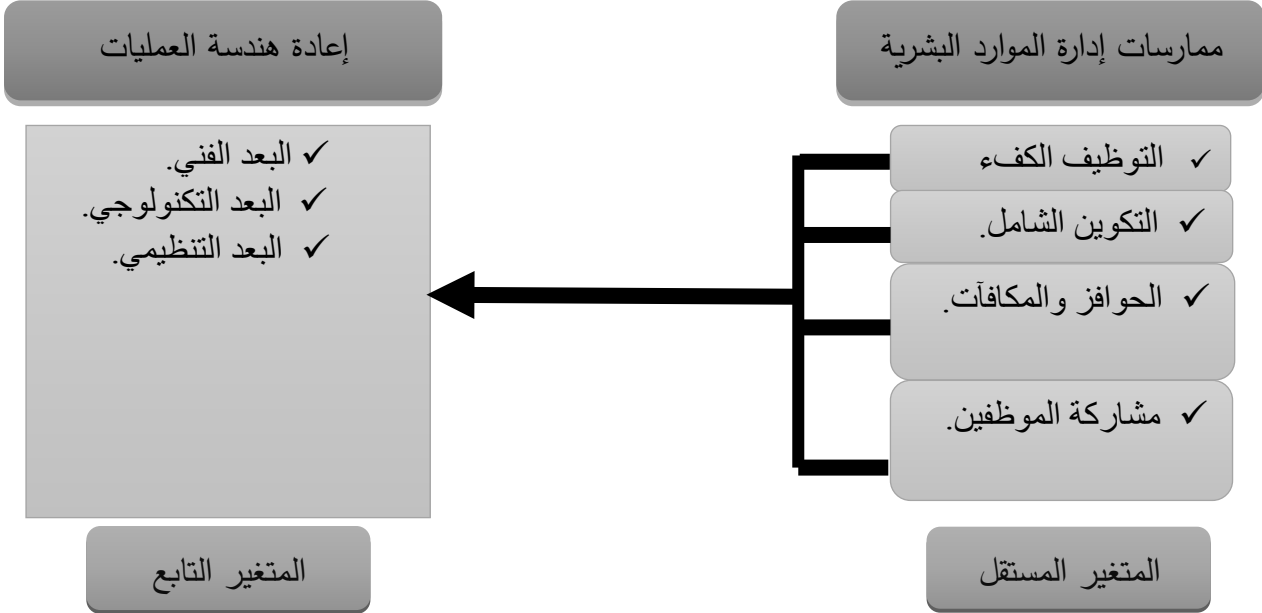 ممارسات إدارة الموارد البشرية
إعادة هندسة العمليات
✓ التوظيف الكفء
✓ التكوين الشامل.
✓ الحوافز والمكافآت.
✓ مشاركة الموظفين.
✓ البعد الفني.
✓ البعد التكنولوجي.
✓ البعد التنظيمي.
المتغير المستقل
المتغير التابع